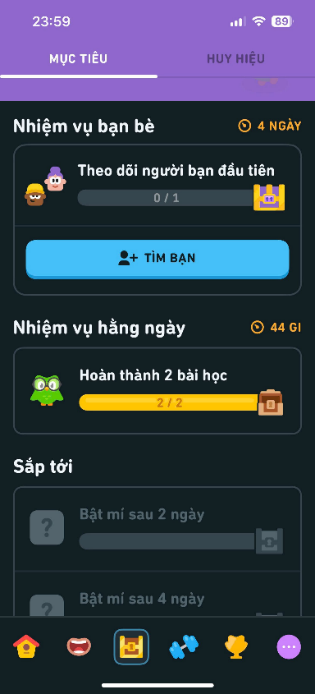 23:59
89
MỤC TIÊU
HUY HIỆU
Nhiệm vụ bạn bè
4 NGÀY
Theo dõi người bạn đầu tiên
0 / 1
TÌM BẠN
Nhiệm vụ hằng ngày
44 GI
Hoàn thành 2 bài học
2 / 2
Sắp tới
?
Bật mí sau 2 ngày
?
Bật mí sau 4 ngày